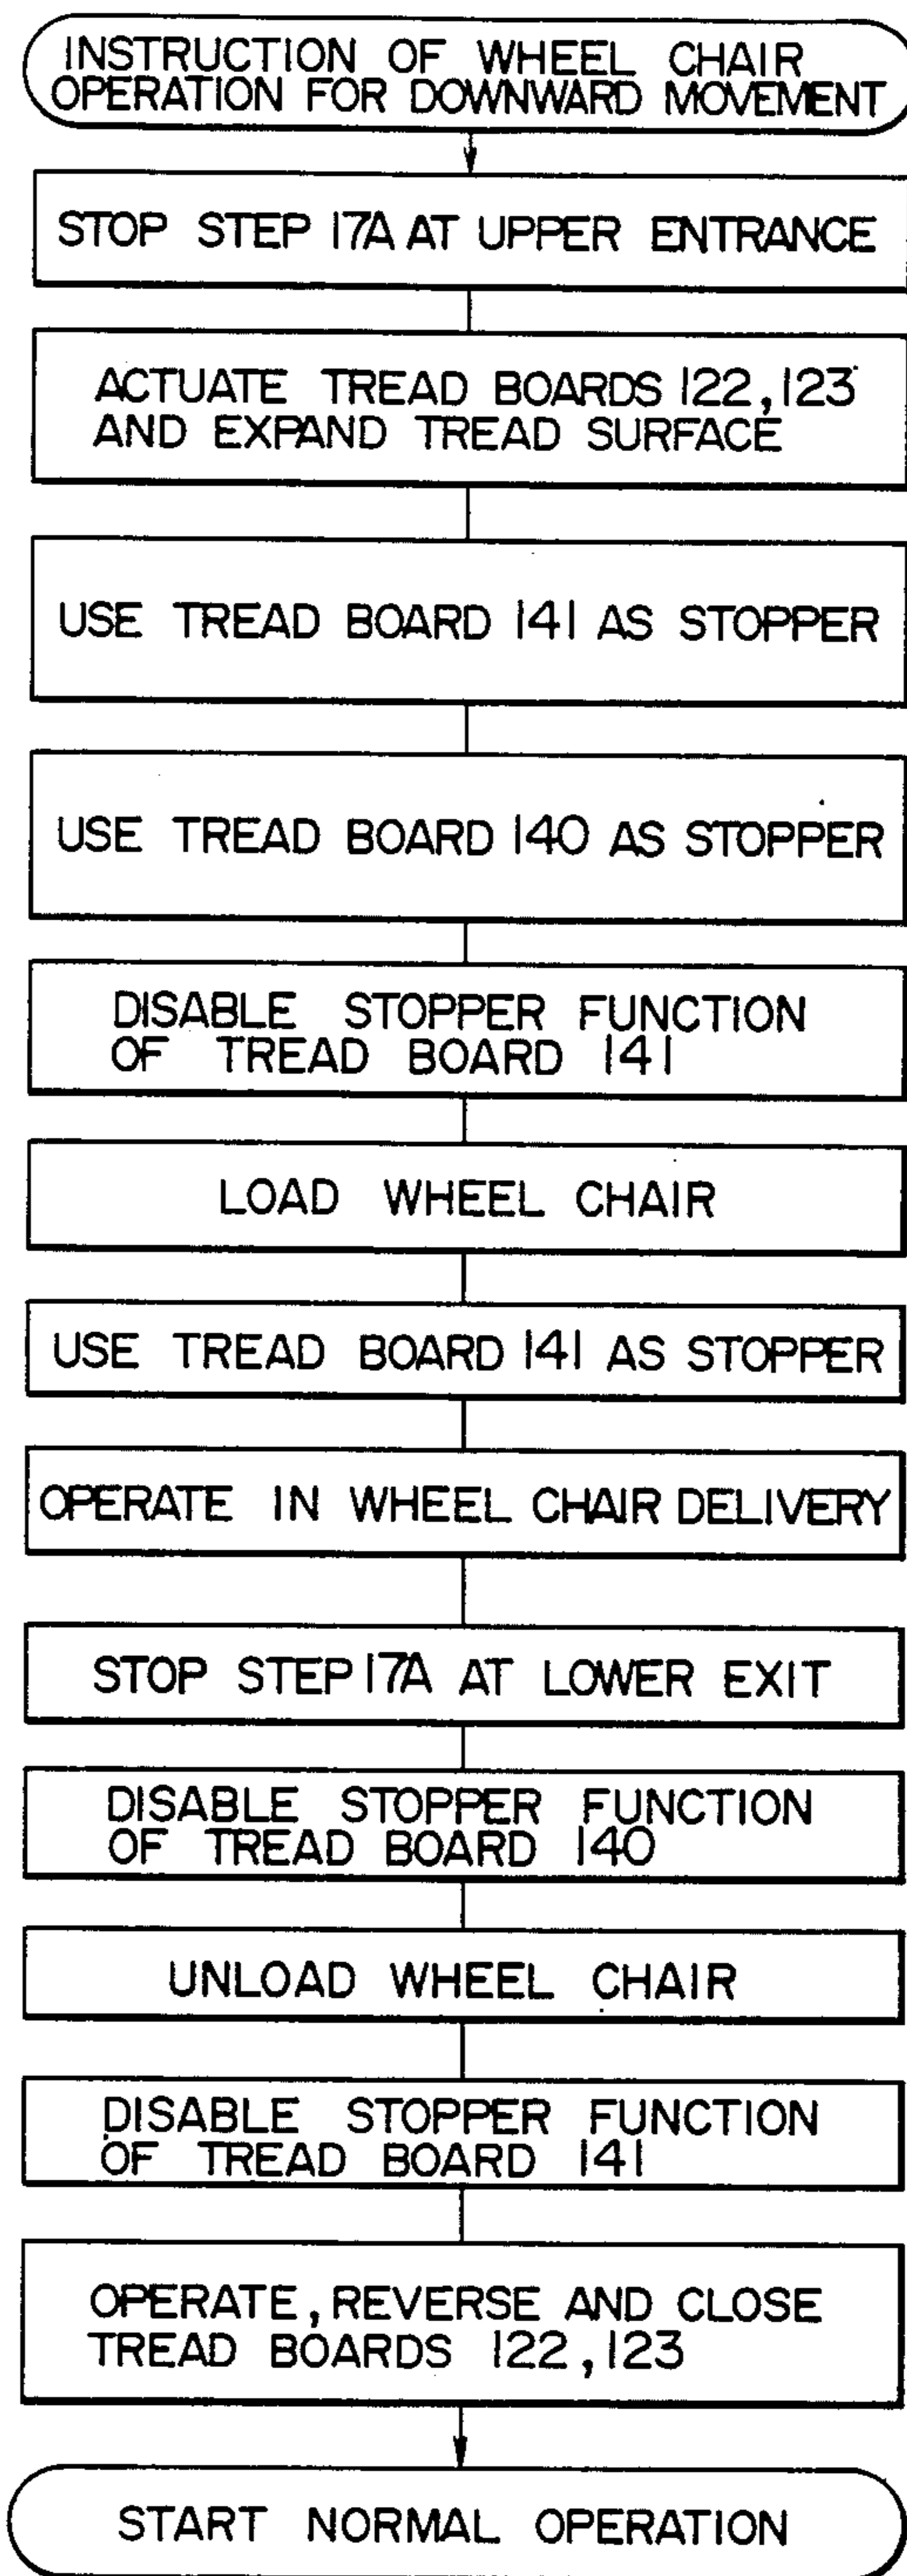 INSTRUCTION OF WHEEL CHAIR
OPERATION FOR DOWNWARD MOVEMENT
STOP STEP 17A AT UPPER ENTRANCE
ACTUATE TREAD BOARDS 122,123
AND EXPAND TREAD SURFACE
USE TREAD BOARD 141 AS STOPPER
USE TREAD BOARD 140 AS STOPPER
DISABLE STOPPER FUNCTION
OF TREAD BOARD 141
LOAD WHEEL CHAIR
USE TREAD BOARD 141 AS STOPPER
OPERATE IN WHEEL CHAIR DELIVERY
STOP STEP 17A AT LOWER EXIT
DISABLE STOPPER FUNCTION
OF TREAD BOARD 140
UNLOAD WHEEL CHAIR
DISABLE STOPPER FUNCTION
OF TREAD BOARD 141
OPERATE, REVERSE AND CLOSE
TREAD BOARDS 122,123
START NORMAL OPERATION